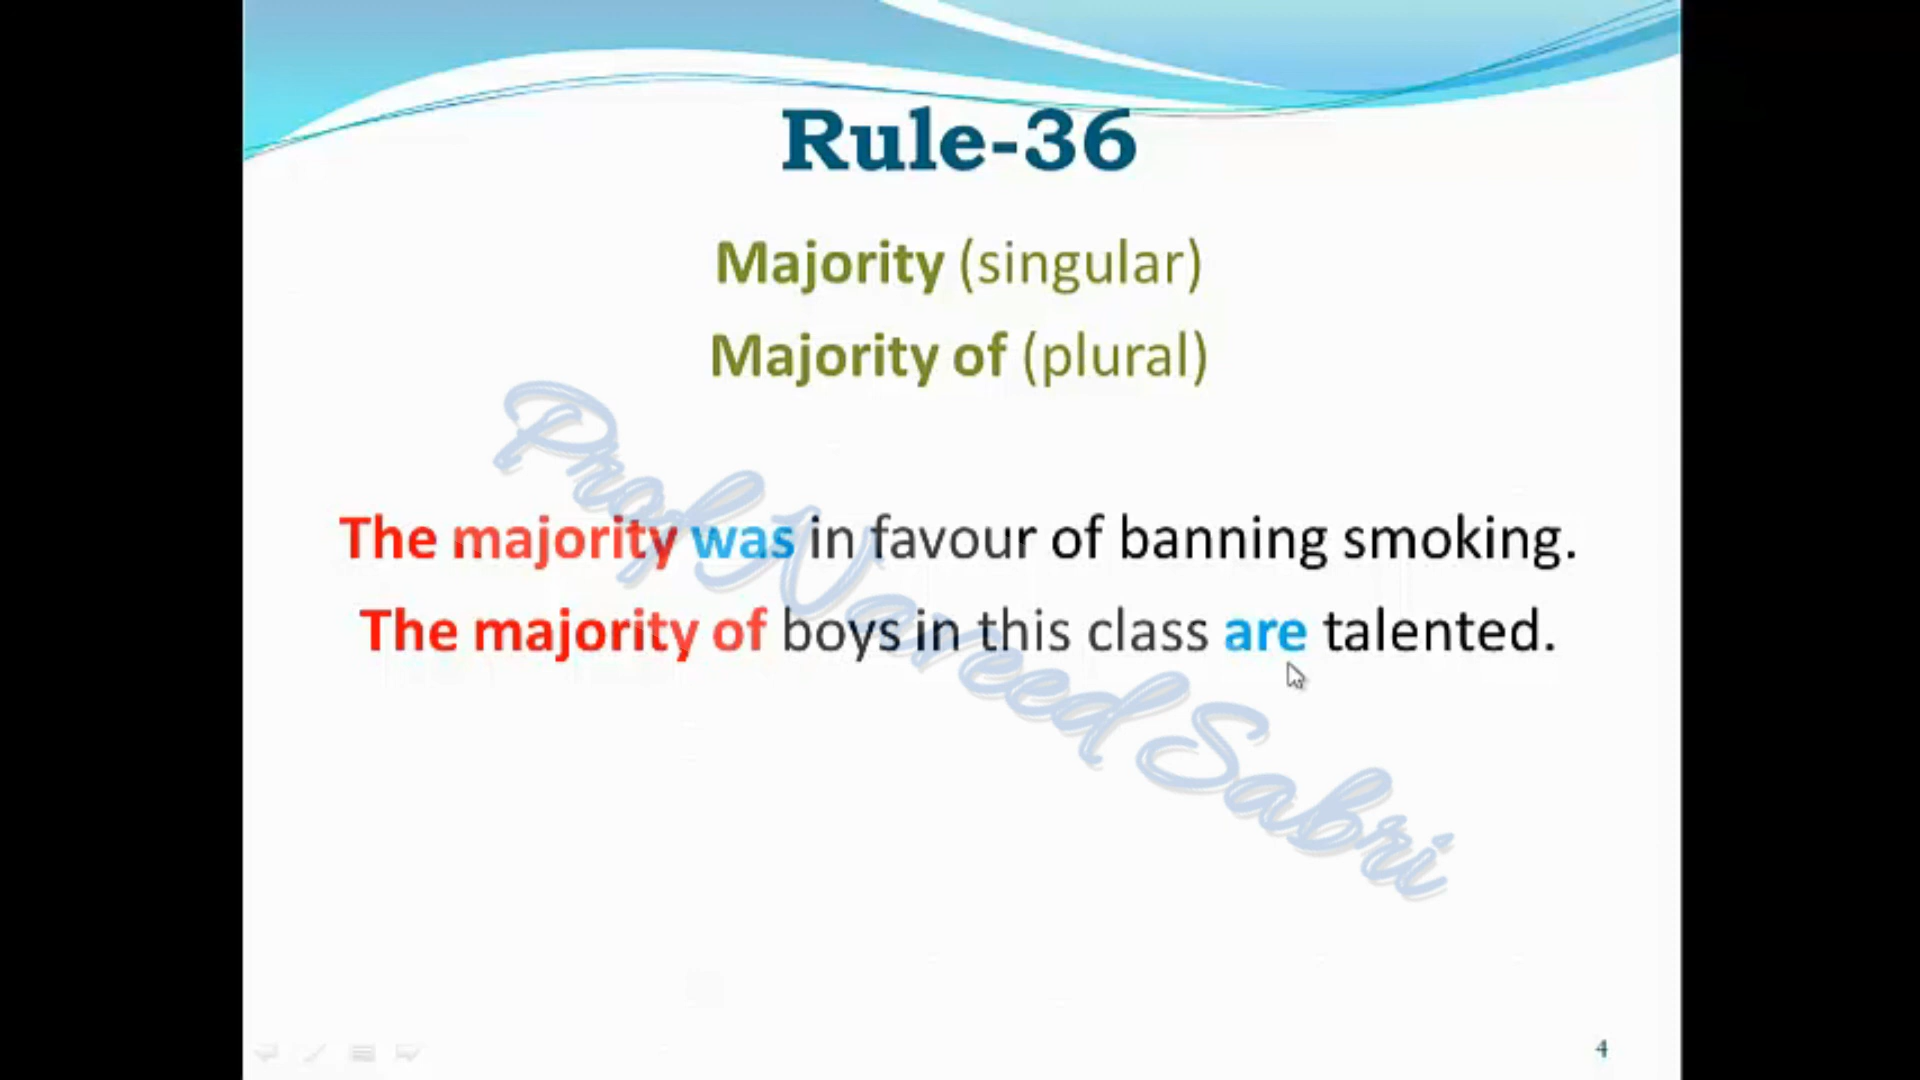 Rule-36
Majority (singular)
Majority of (plural)
The majority was in favour of banning smoking.
The majority of boys in this class are talented.
Prof Naveed Sabri
4